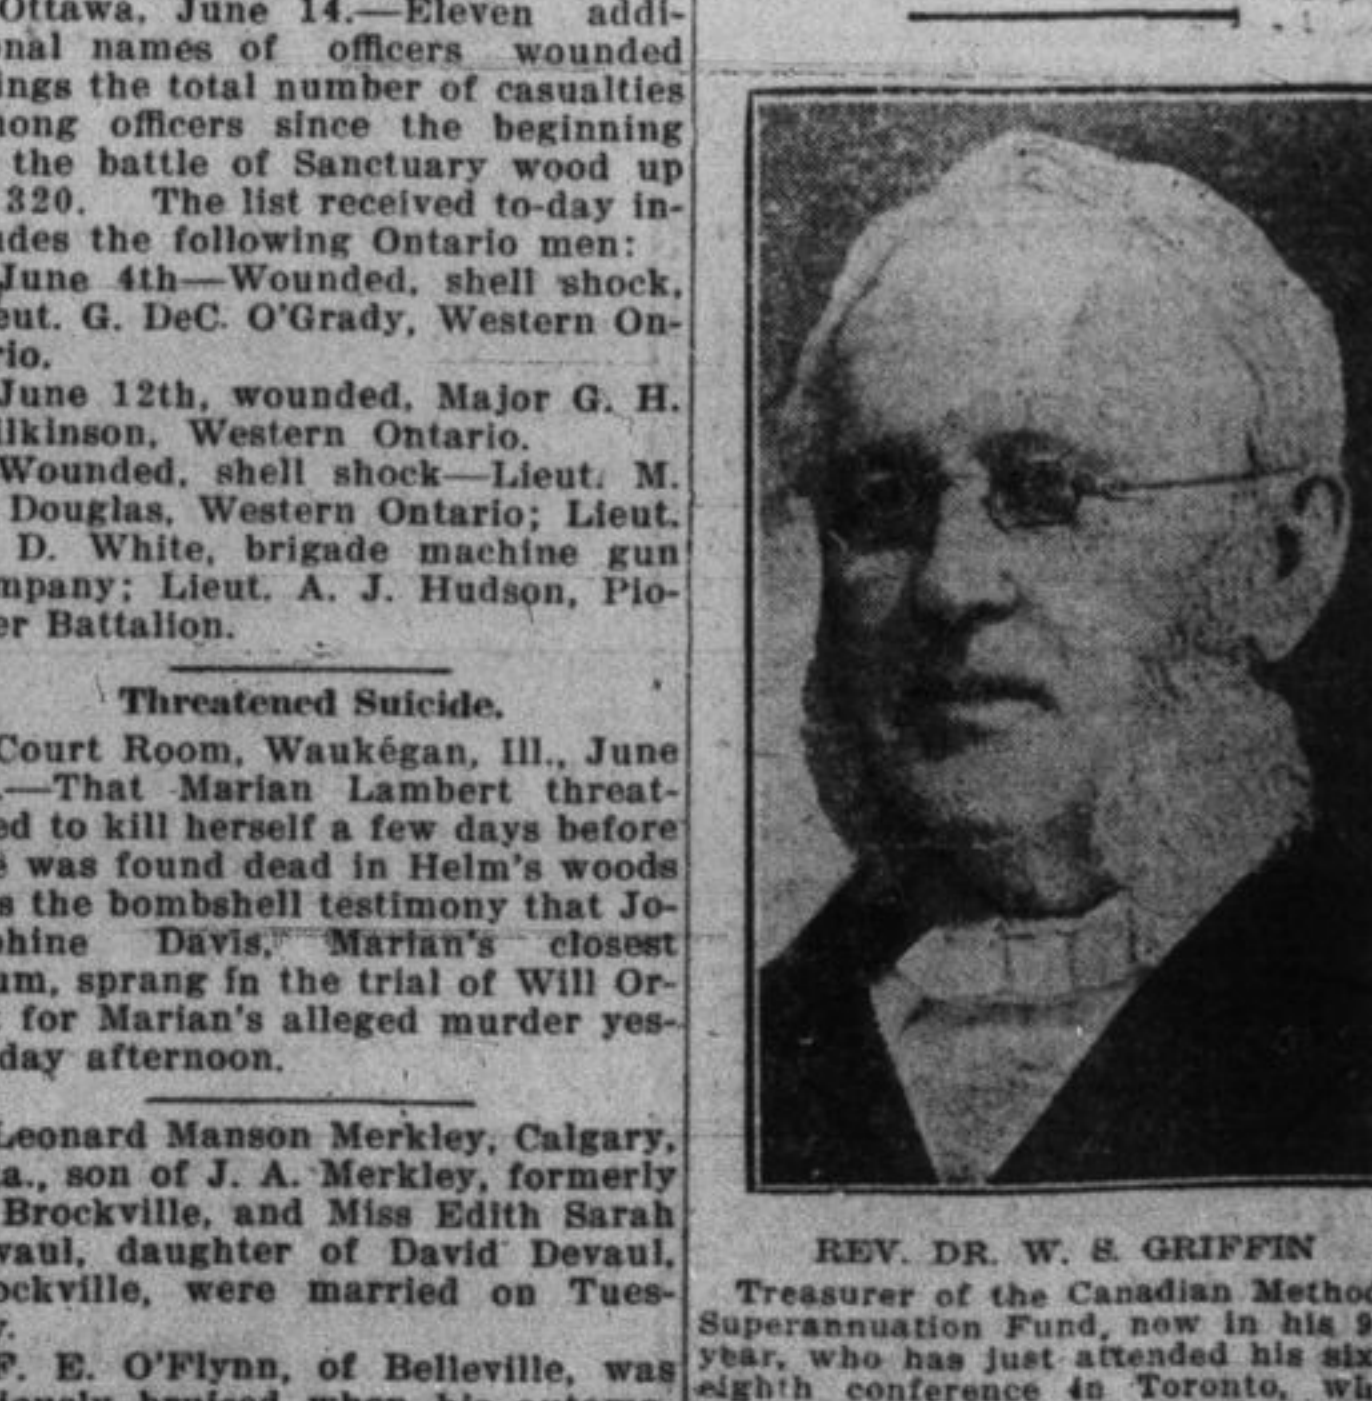 Ottawa, June 14.—Eleven addi-
onal names of officers wounded
ings the total number of casualties
mong officers since the beginning
the battle of Sanctuary wood up
320. The list received to-day in-
udes the following Ontario men:
June 4th—Wounded, shell shock,
eut. G. DeC. O'Grady, Western On-
rio.
June 12th, wounded, Major G. H.
ilkinson, Western Ontario.
Wounded, shell shock—Lieut. M.
Douglas, Western Ontario; Lieut.
D. White, brigade machine gun
mpany; Lieut. A. J. Hudson, Pio-
er Battalion.
Threatened Suicide.
Court Room, Waukegan, Ill., June
.—That Marian Lambert threat-
ed to kill herself a few days before
e was found dead in Helm's woods
s the bombshell testimony that Jo-
phine Davis, Marian's closest
um, sprang in the trial of Will Or-
for Marian's alleged murder yes-
day afternoon.
Leonard Manson Merkley, Calgary,
ta., son of J. A. Merkley, formerly
Brockville, and Miss Edith Sarah
vaul, daughter of David Devaul,
ockville, were married on Tues-
y.
F. E. O'Flynn, of Belleville, was
REV. DR. W. S. GRIFFIN
Treasurer of the Canadian Metho
Superannuation Fund, now in his 9
year, who has just attended his six
eighth conference in Toronto, wh